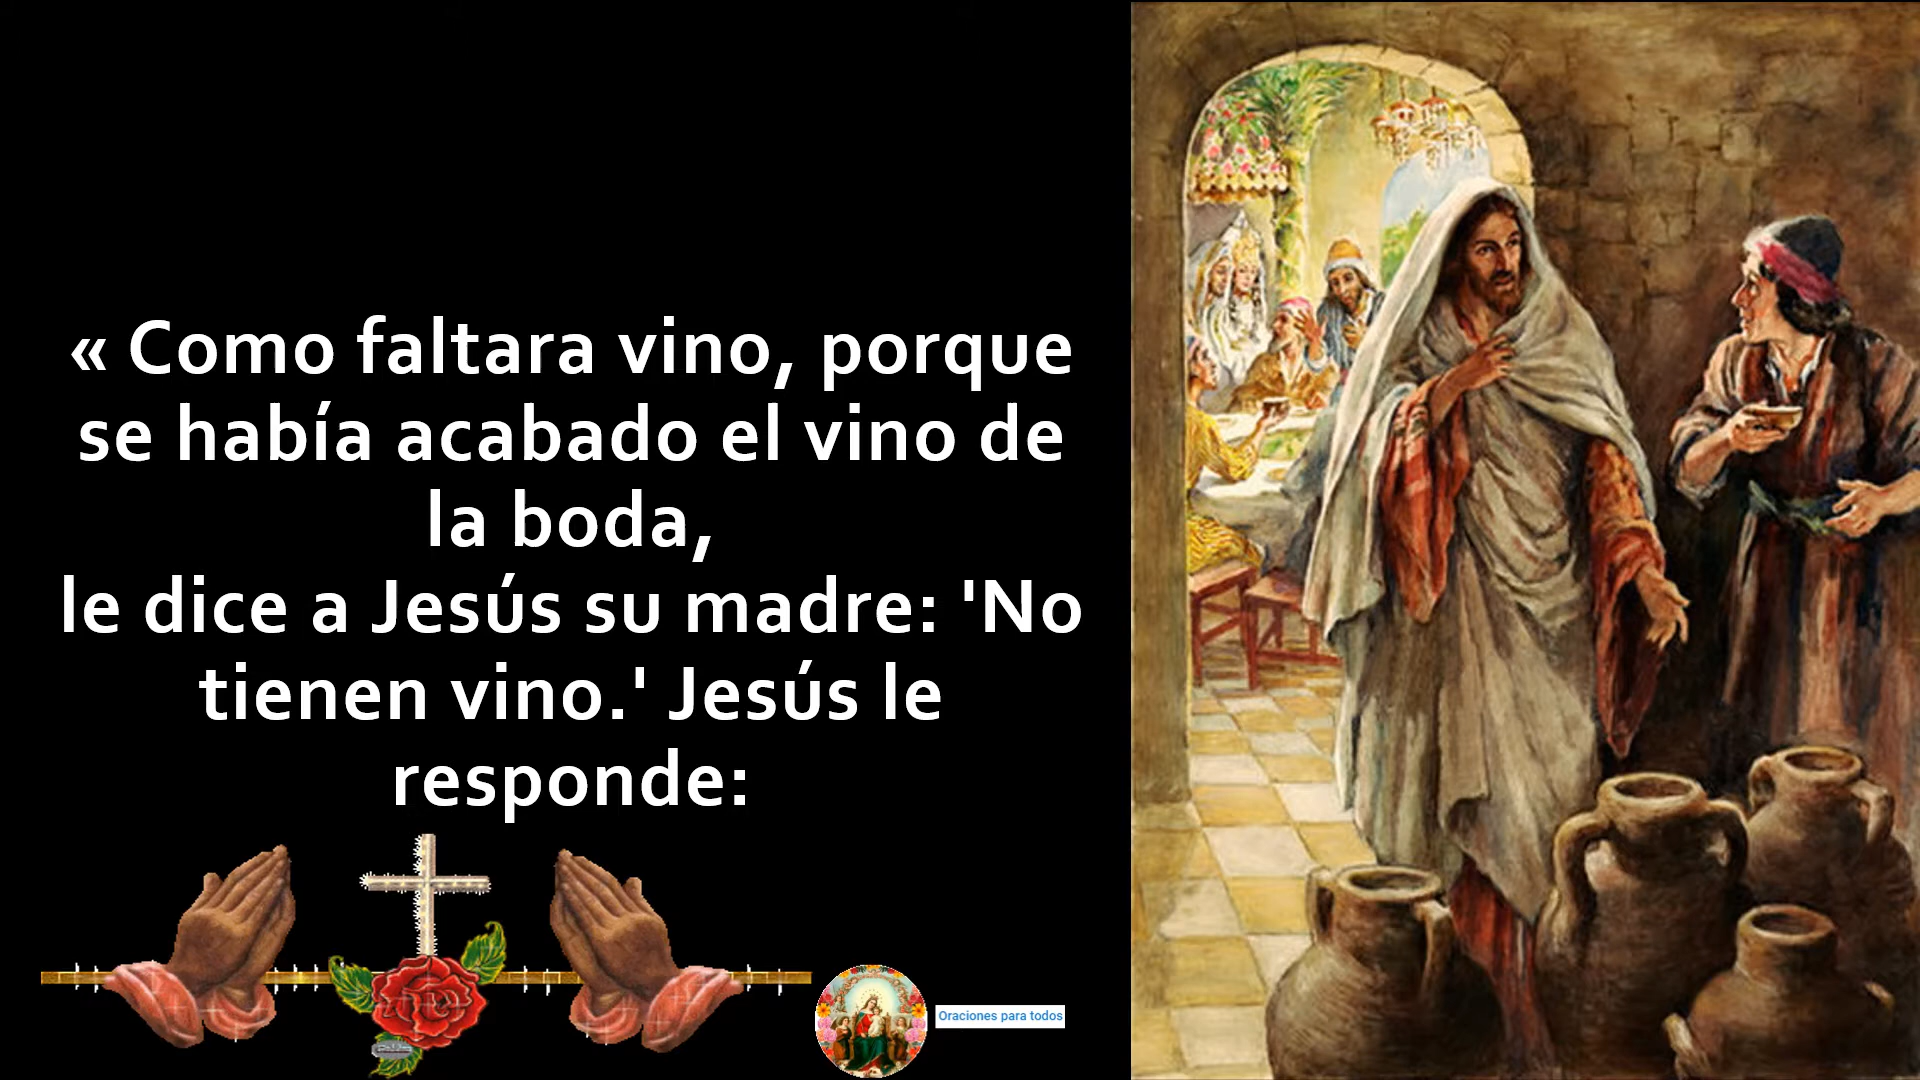 « Como faltara vino, porque
se había acabado el vino de
la boda,
le dice a Jesús su madre: 'No
tienen vino.' Jesús le
responde:
Oraciones para todos